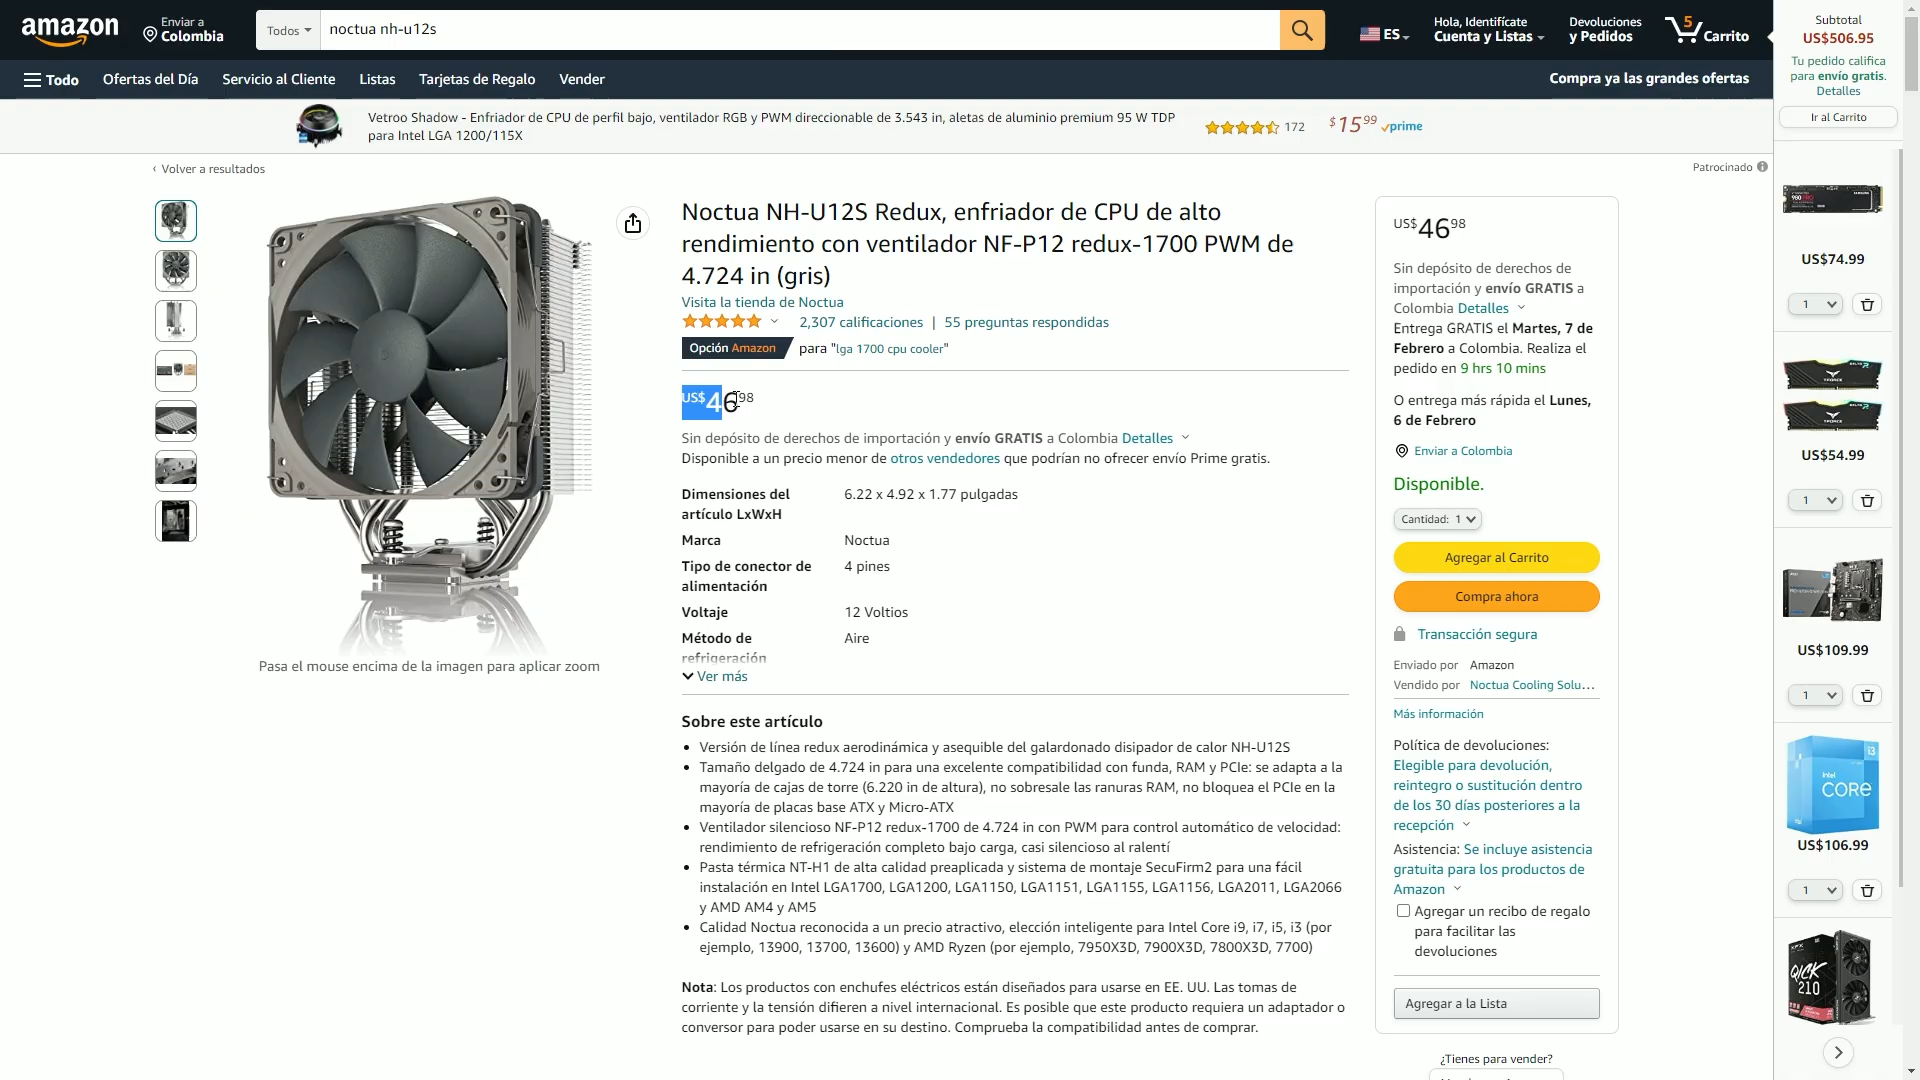 amazon
Enviar a
Colombia
Todos
noctua nh-u12s
ES
Hola, Identifícate
Cuenta y Listas
Devoluciones
y Pedidos
5
Carrito
Todo
Ofertas del Día
Servicio al Cliente
Listas
Tarjetas de Regalo
Vender
Compra ya las grandes ofertas
Vetroo Shadow - Enfriador de CPU de perfil bajo, ventilador RGB y PWM direccionable de 3.543 in, aletas de aluminio premium 95 W TDP
para Intel LGA 1200/115X
172
$15 99 prime
‹ Volver a resultados
Patrocinado
Pasa el mouse encima de la imagen para aplicar zoom
Noctua NH-U12S Redux, enfriador de CPU de alto
rendimiento con ventilador NF-P12 redux-1700 PWM de
4.724 in (gris)
Visita la tienda de Noctua
2,307 calificaciones | 55 preguntas respondidas
Opción Amazon para "lga 1700 cpu cooler"
US$46 98
Sin depósito de derechos de importación y envío GRATIS a Colombia Detalles
Disponible a un precio menor de otros vendedores que podrían no ofrecer envío Prime gratis.
Dimensiones del
artículo LxWxH
6.22 x 4.92 x 1.77 pulgadas
Marca
Noctua
Tipo de conector de
alimentación
4 pines
Voltaje
12 Voltios
Método de
refrigeración
Aire
Ver más
Sobre este artículo
• Versión de línea redux aerodinámica y asequible del galardonado disipador de calor NH-U12S
• Tamaño delgado de 4.724 in para una excelente compatibilidad con funda, RAM y PCIe: se adapta a la
mayoría de cajas de torre (6.220 in de altura), no sobresale las ranuras RAM, no bloquea el PCIe en la
mayoría de placas base ATX y Micro-ATX
• Ventilador silencioso NF-P12 redux-1700 de 4.724 in con PWM para control automático de velocidad:
rendimiento de refrigeración completo bajo carga, casi silencioso al ralentí
• Pasta térmica NT-H1 de alta calidad preaplicada y sistema de montaje SecuFirm2 para una fácil
instalación en Intel LGA1700, LGA1200, LGA1150, LGA1151, LGA1155, LGA1156, LGA2011, LGA2066
y AMD AM4 y AM5
• Calidad Noctua reconocida a un precio atractivo, elección inteligente para Intel Core i9, i7, i5, i3 (por
ejemplo, 13900, 13700, 13600) y AMD Ryzen (por ejemplo, 7950X3D, 7900X3D, 7800X3D, 7700)
Nota: Los productos con enchufes eléctricos están diseñados para usarse en EE. UU. Las tomas de
corriente y la tensión difieren a nivel internacional. Es posible que este producto requiera un adaptador o
conversor para poder usarse en su destino. Comprueba la compatibilidad antes de comprar.
US$46 98
Sin depósito de derechos de
importación y envío GRATIS a
Colombia Detalles
Entrega GRATIS el Martes, 7 de
Febrero a Colombia. Realiza el
pedido en 9 hrs 10 mins
O entrega más rápida el Lunes,
6 de Febrero
Enviar a Colombia
Disponible.
Cantidad: 1
Agregar al Carrito
Compra ahora
Transacción segura
Enviado por Amazon
Vendido por Noctua Cooling Solu...
Más información
Política de devoluciones:
Elegible para devolución,
reintegro o sustitución dentro
de los 30 días posteriores a la
recepción
Asistencia: Se incluye asistencia
gratuita para los productos de
Amazon
Agregar un recibo de regalo
para facilitar las
devoluciones
Agregar a la Lista
¿Tienes para vender?
Subtotal
US$506.95
Tu pedido califica
para envío gratis.
Detalles
Ir al Carrito
US$74.99
1
US$54.99
1
US$109.99
1
intel
CORE
i3
US$106.99
1
QICK
210